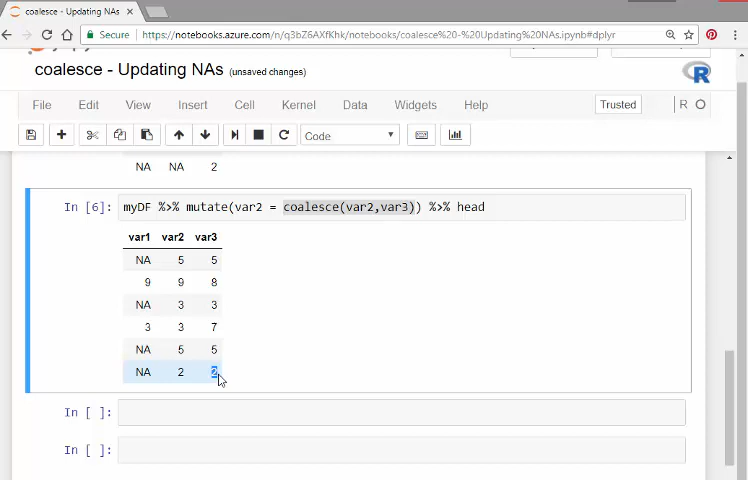 coalesce - Updating NAs
Secure | https://notebooks.azure.com/n/q3bZ6AXfKhk/notebooks/coalesce%20-%20Updating%20NAs.ipynb#dplyr
coalesce - Updating NAs (unsaved changes)
R
File Edit View Insert Cell Kernel Data Widgets Help Trusted R
Code
NA NA 2
In [6]: myDF %>% mutate(var2 = coalesce(var2,var3)) %>% head
var1 var2 var3
NA 5 5
9 9 8
NA 3 3
3 3 7
NA 5 5
NA 2 2
In [ ]:
In [ ]: